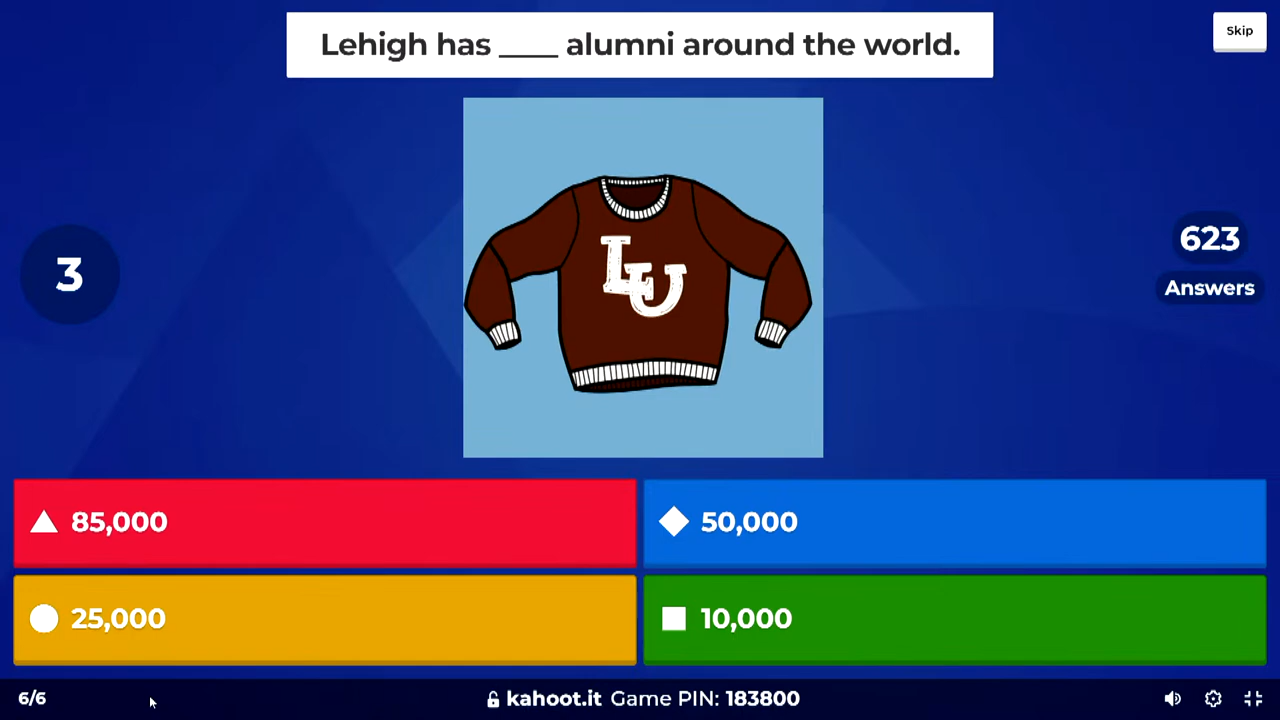 Lehigh has ____ alumni around the world.
Skip
3
LU
623
Answers
85,000
50,000
25,000
10,000
6/6
kahoot.it Game PIN: 183800